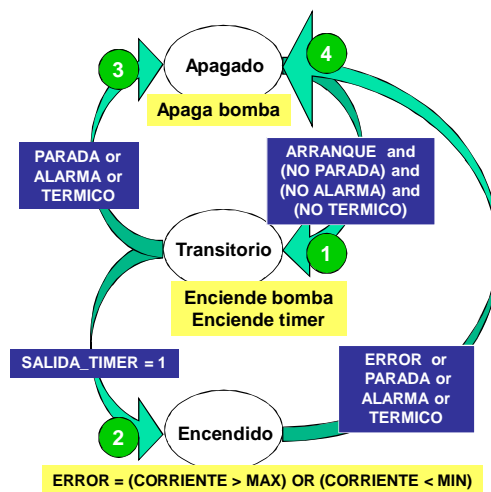 3
Apagado
4
Apaga bomba
PARADA or
ALARMA or
TERMICO
ARRANQUE and
(NO PARADA) and
(NO ALARMA) and
(NO TERMICO)
Transitorio
1
Enciende bomba
Enciende timer
SALIDA_TIMER = 1
ERROR or
PARADA or
ALARMA or
TERMICO
2
Encendido
ERROR = (CORRIENTE > MAX) OR (CORRIENTE < MIN)